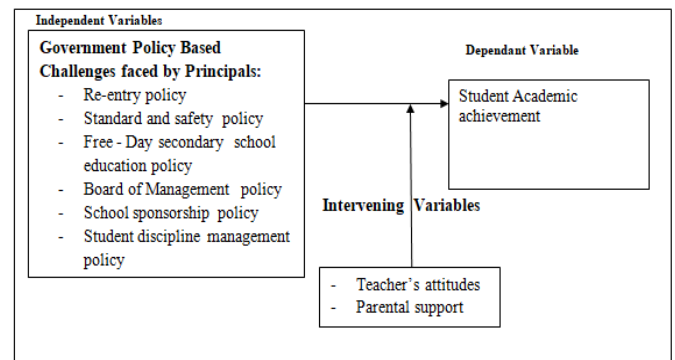 Independent Variables
Government Policy Based
Challenges faced by Principals:
- Re-entry policy
- Standard and safety policy
- Free - Day secondary school
education policy
- Board of Management policy
- School sponsorship policy
- Student discipline management
policy
Dependant Variable
Student Academic
achievement
Intervening Variables
- Teacher's attitudes
- Parental support